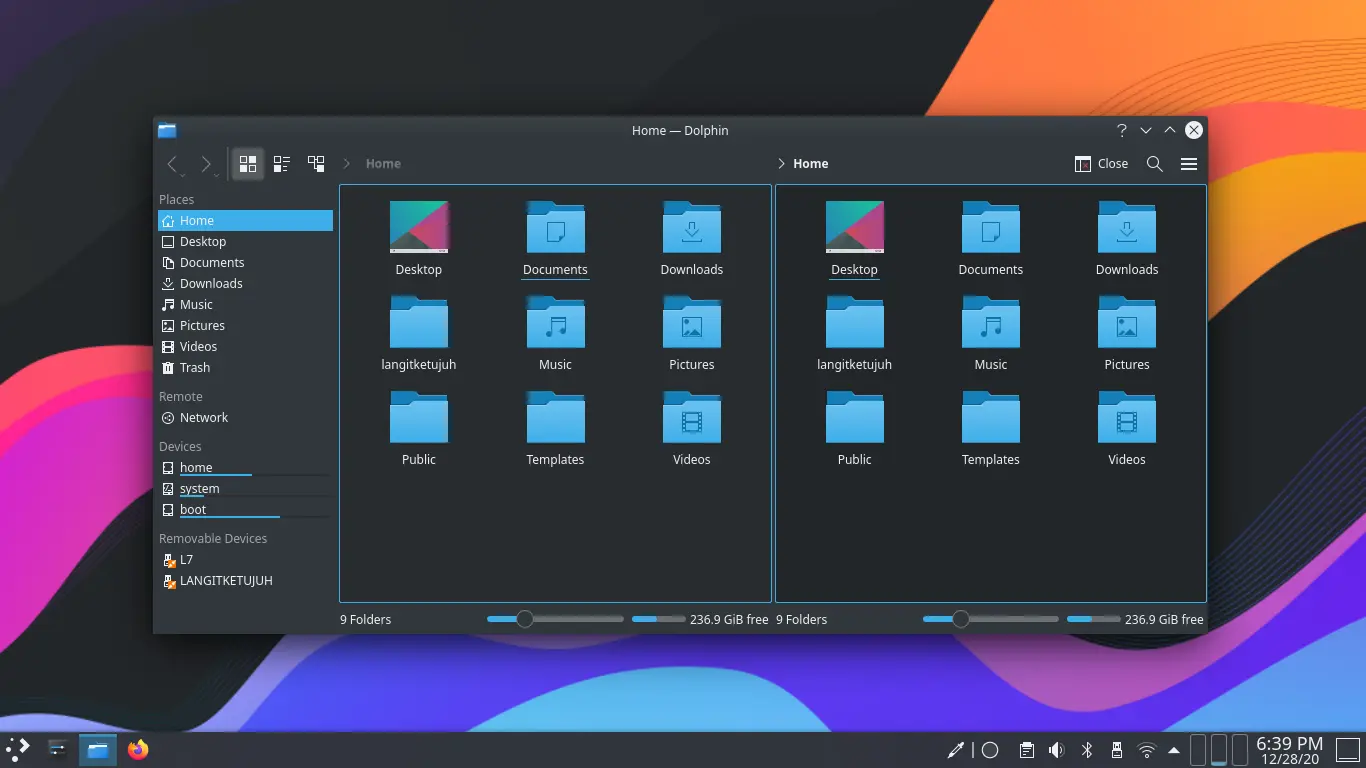 Home — Dolphin
Home
Home
Close
Places
Home
Desktop
Documents
Downloads
Music
Pictures
Videos
Trash
Remote
Network
Devices
home
system
boot
Removable Devices
L7
LANGITKETUJUH
Desktop Documents Downloads
langitketujuh Music Pictures
Public Templates Videos
9 Folders 236.9 GiB free
Desktop Documents Downloads
langitketujuh Music Pictures
Public Templates Videos
9 Folders 236.9 GiB free
6:39 PM
12/28/20